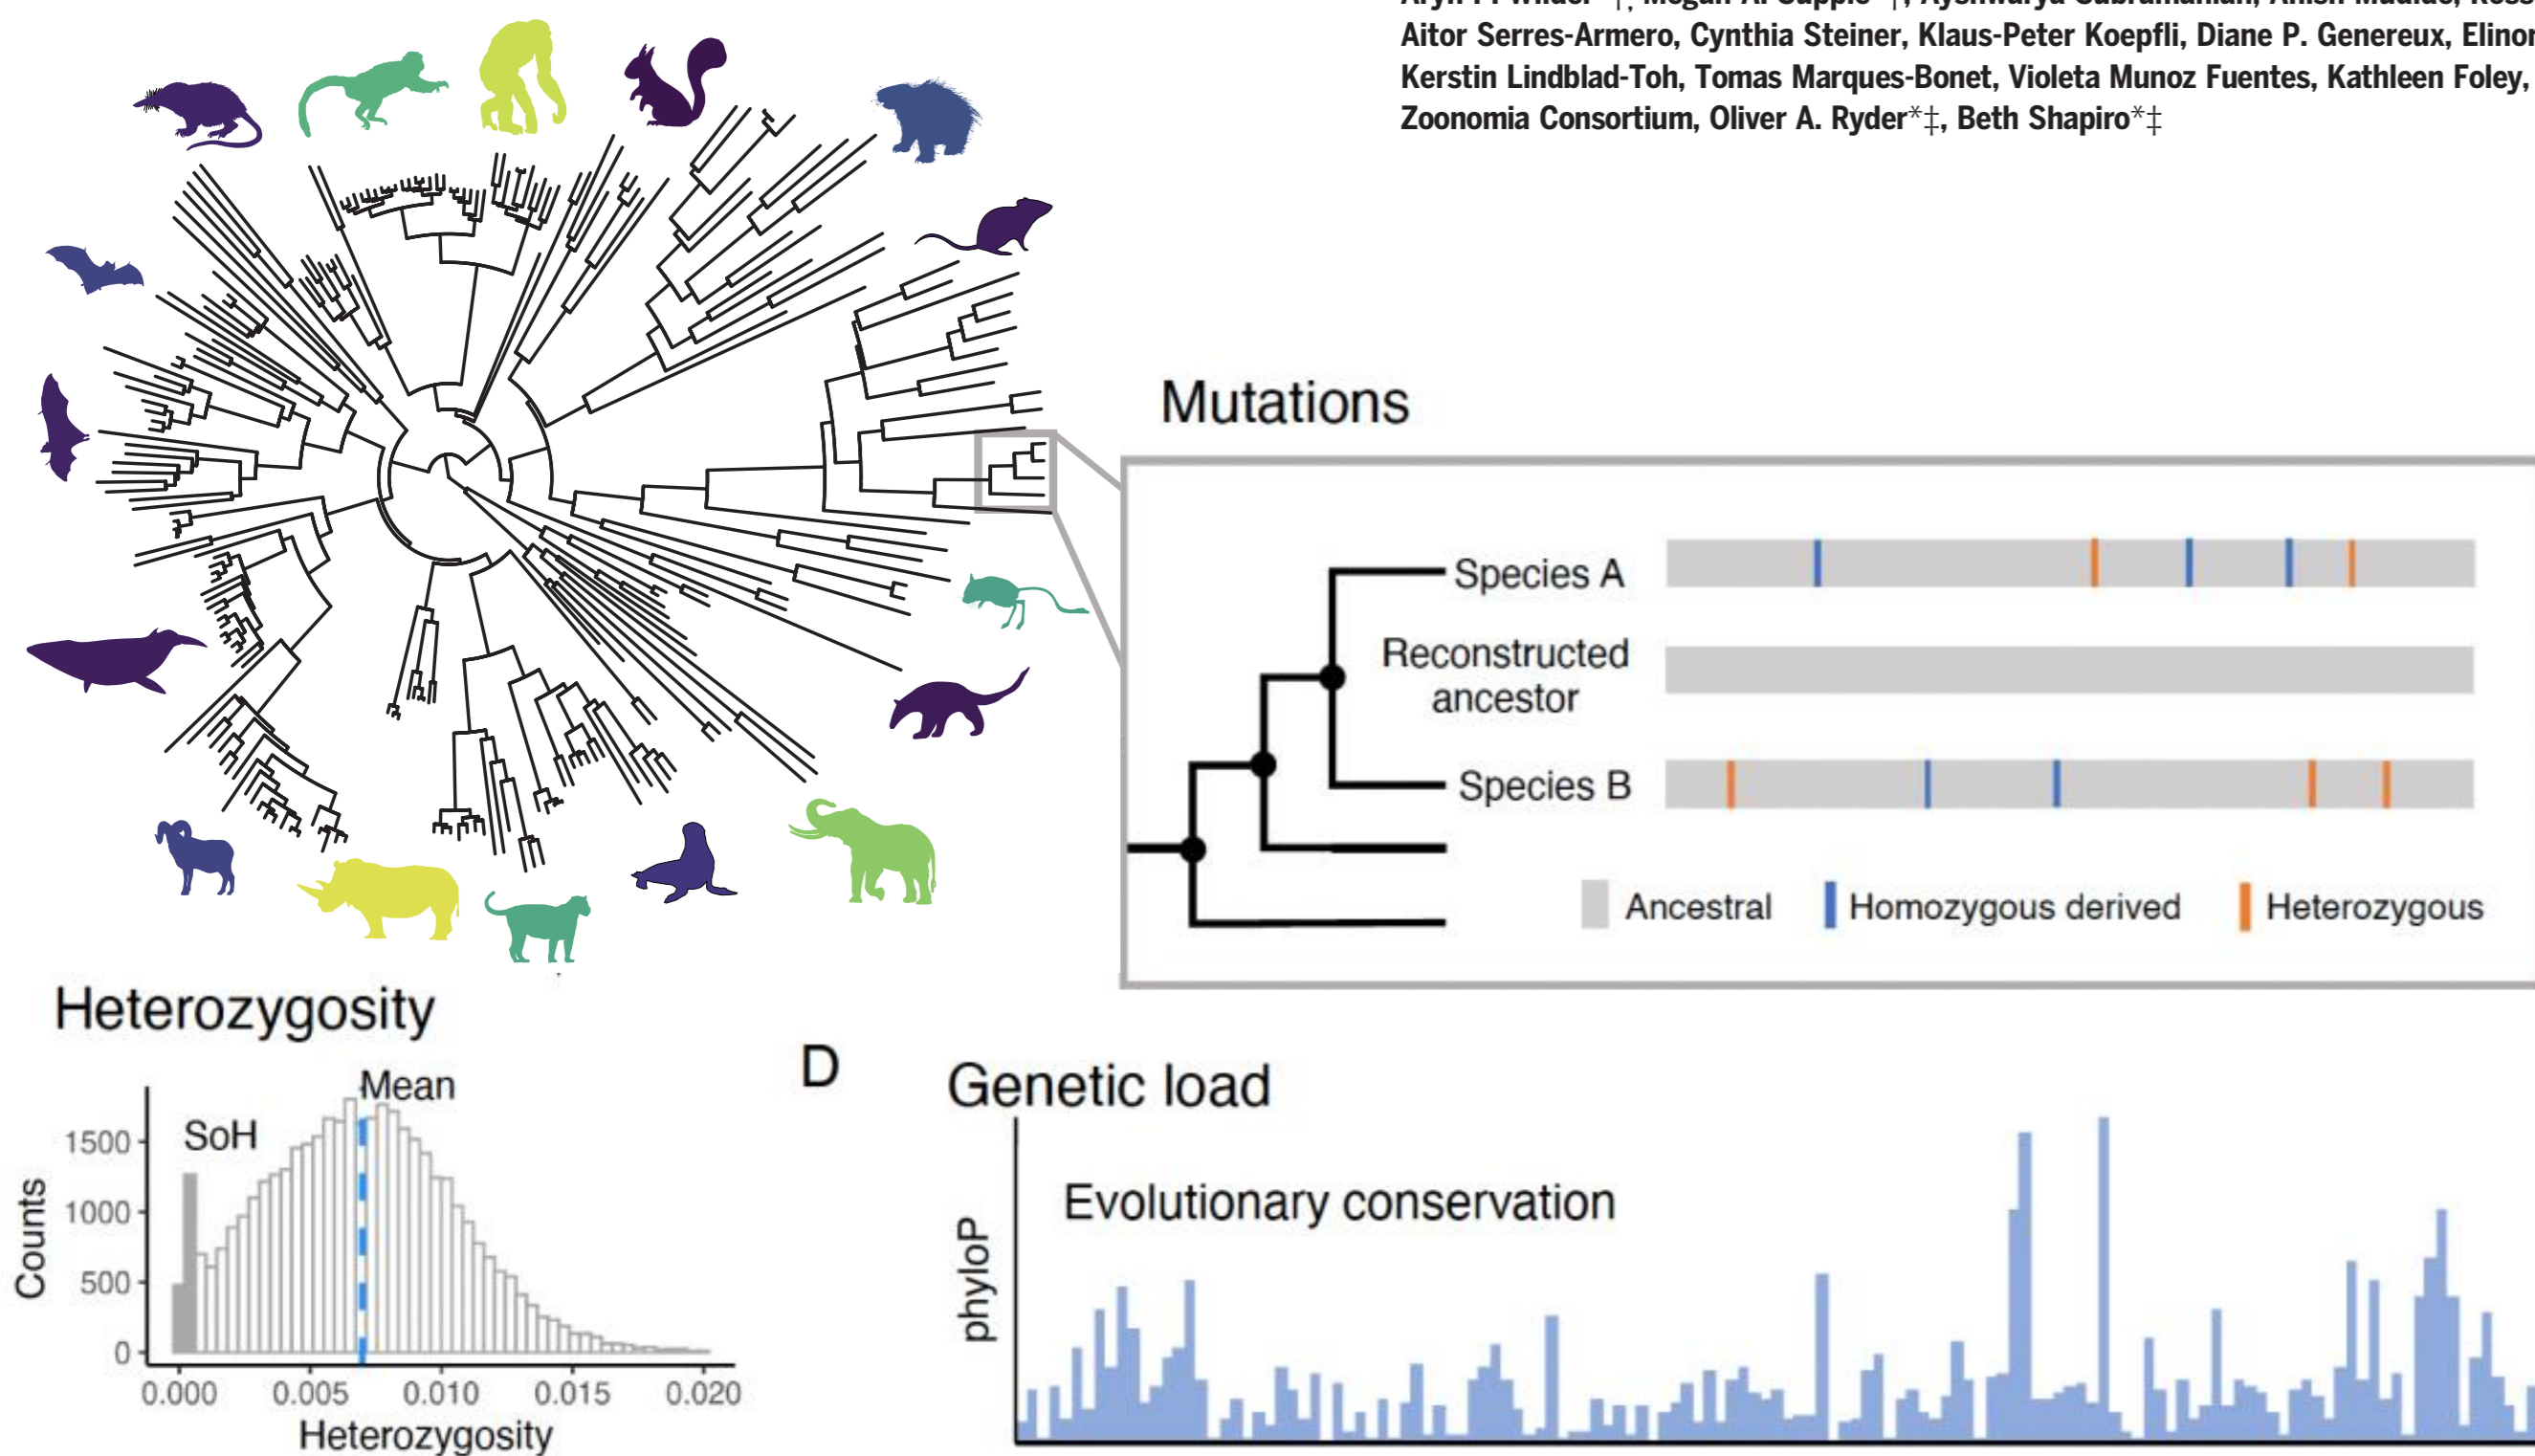 Aitor Serres-Armero, Cynthia Steiner, Klaus-Peter Koepfli, Diane P. Genereux, Elinor
Kerstin Lindblad-Toh, Tomas Marques-Bonet, Violeta Munoz Fuentes, Kathleen Foley,
Zoonomia Consortium, Oliver A. Ryder*‡, Beth Shapiro*‡
Mutations
Species A
Reconstructed
ancestor
Species B
Ancestral
Homozygous derived
Heterozygous
Heterozygosity
Mean
SoH
Counts
1500
1000
500
0
0.000 0.005 0.010 0.015 0.020
Heterozygosity
D
Genetic load
Evolutionary conservation
phyloP